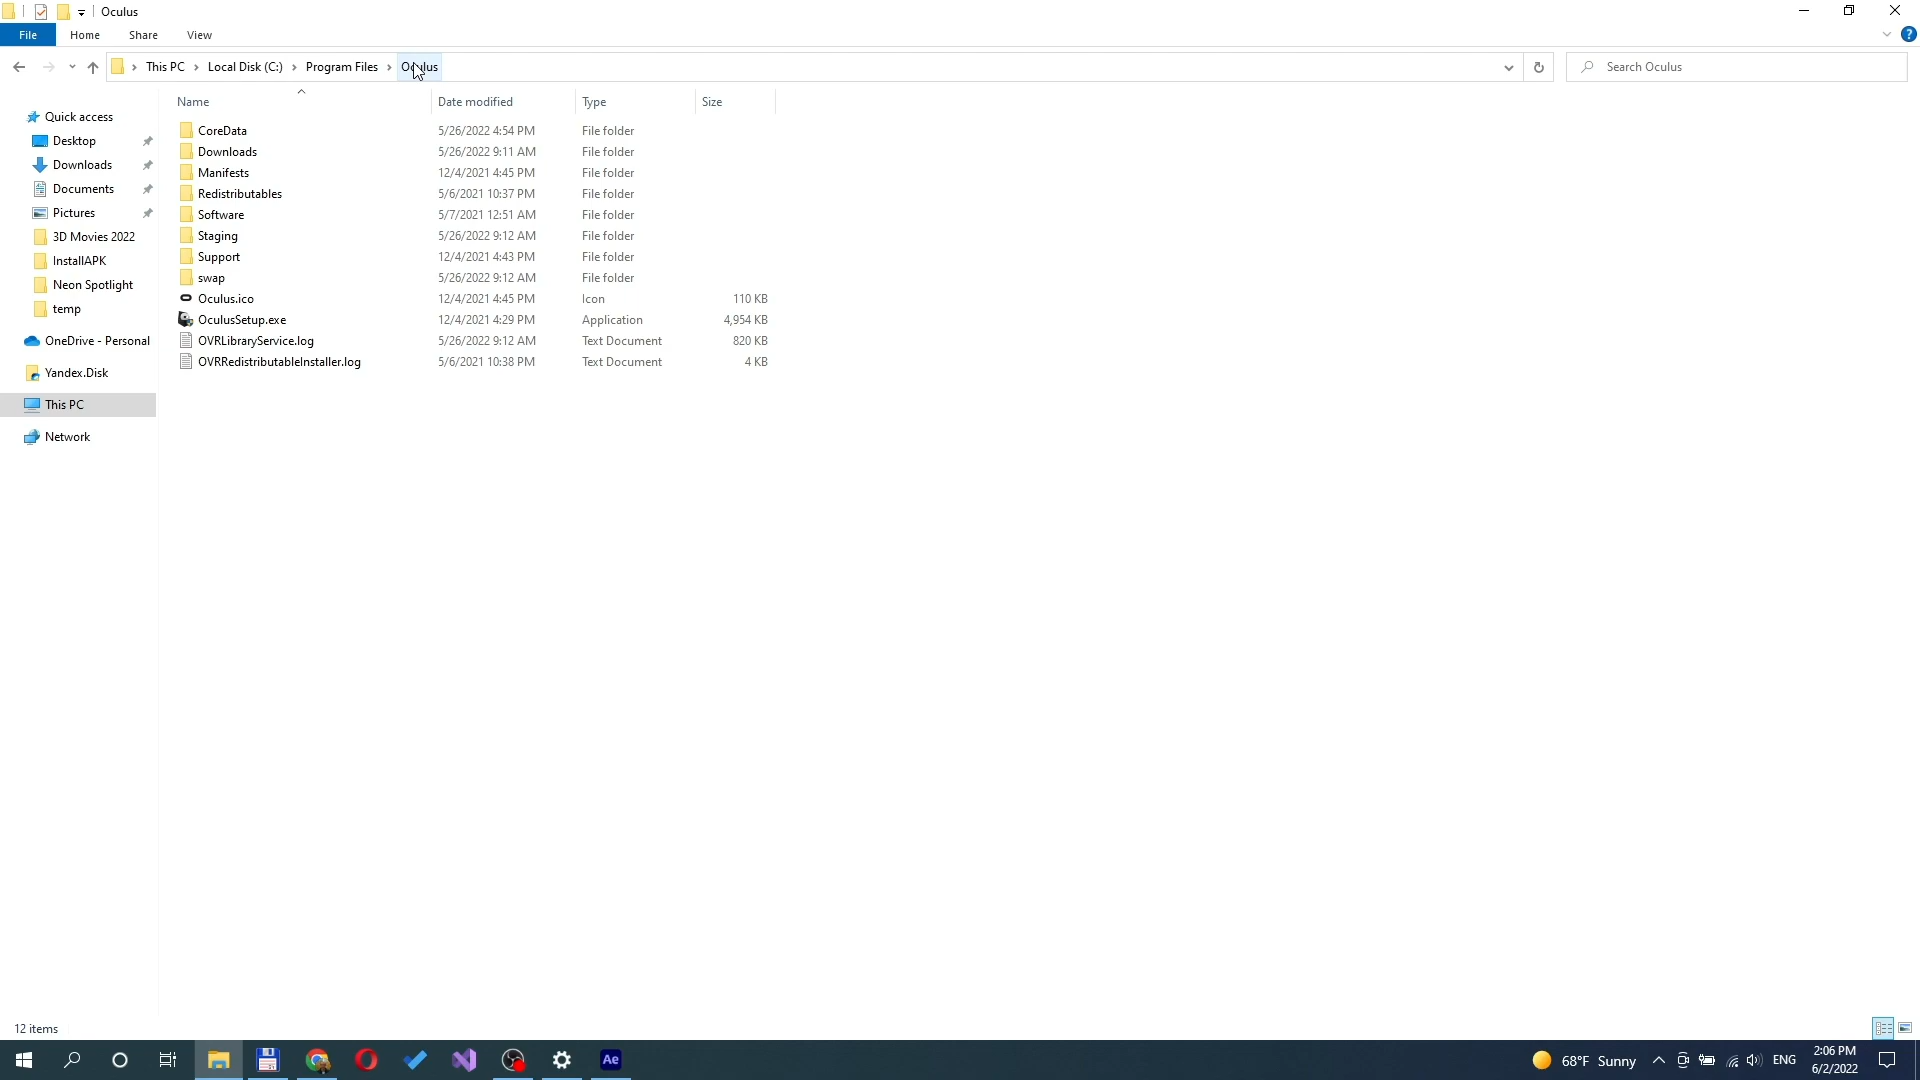 Oculus
File Home Share View
This PC Local Disk (C:) Program Files Oculus
Search Oculus
Name Date modified Type Size
Quick access
Desktop
Downloads
Documents
Pictures
3D Movies 2022
InstallAPK
Neon Spotlight
temp
OneDrive - Personal
Yandex.Disk
This PC
Network
CoreData 5/26/2022 4:54 PM File folder
Downloads 5/26/2022 9:11 AM File folder
Manifests 12/4/2021 4:45 PM File folder
Redistributables 5/6/2021 10:37 PM File folder
Software 5/7/2021 12:51 AM File folder
Staging 5/26/2022 9:12 AM File folder
Support 12/4/2021 4:43 PM File folder
swap 5/26/2022 9:12 AM File folder
Oculus.ico 12/4/2021 4:45 PM Icon 110 KB
OculusSetup.exe 12/4/2021 4:29 PM Application 4,954 KB
OVRLibraryService.log 5/26/2022 9:12 AM Text Document 820 KB
OVRRedistributableInstaller.log 5/6/2021 10:38 PM Text Document 4 KB
12 items
Ae
68°F Sunny
ENG
2:06 PM
6/2/2022